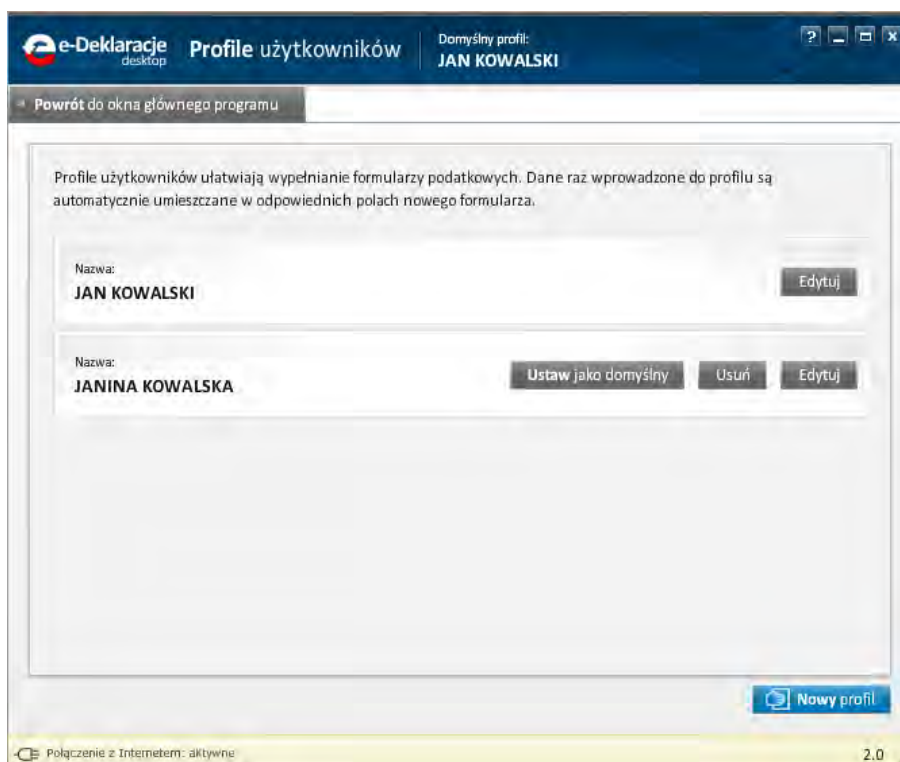 e-Deklaracje
desktop
Profile użytkowników
Domyślny profil:
JAN KOWALSKI
?
x
Powrót do okna głównego programu
Profile użytkowników ułatwiają wypełnianie formularzy podatkowych. Dane raz wprowadzone do profilu są
automatycznie umieszczane w odpowiednich polach nowego formularza.
Nazwa:
JAN KOWALSKI
Edytuj
Nazwa:
JANINA KOWALSKA
Ustaw jako domyślny
Usuń
Edytuj
Nowy profil
Połączenie z Internetem: aktywne
2.0